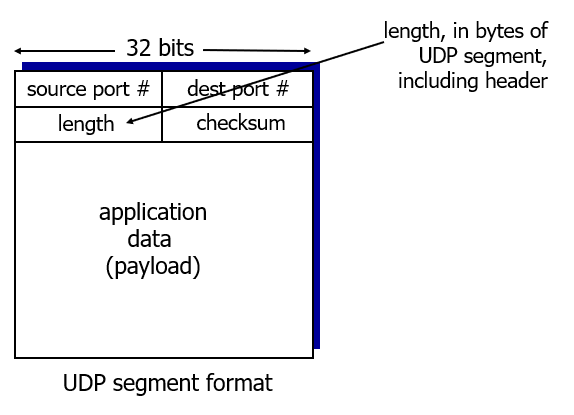 32 bits
length, in bytes of
UDP segment,
including header
source port # dest port #
length checksum
application
data
(payload)
UDP segment format